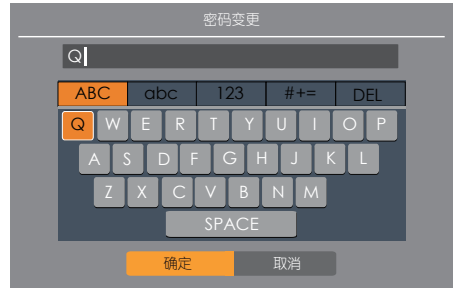 密码变更
Q
ABC abc 123 #+= DEL
Q W E R T Y U I O P
A S D F G H J K L
Z X C V B N M
SPACE
确定 取消